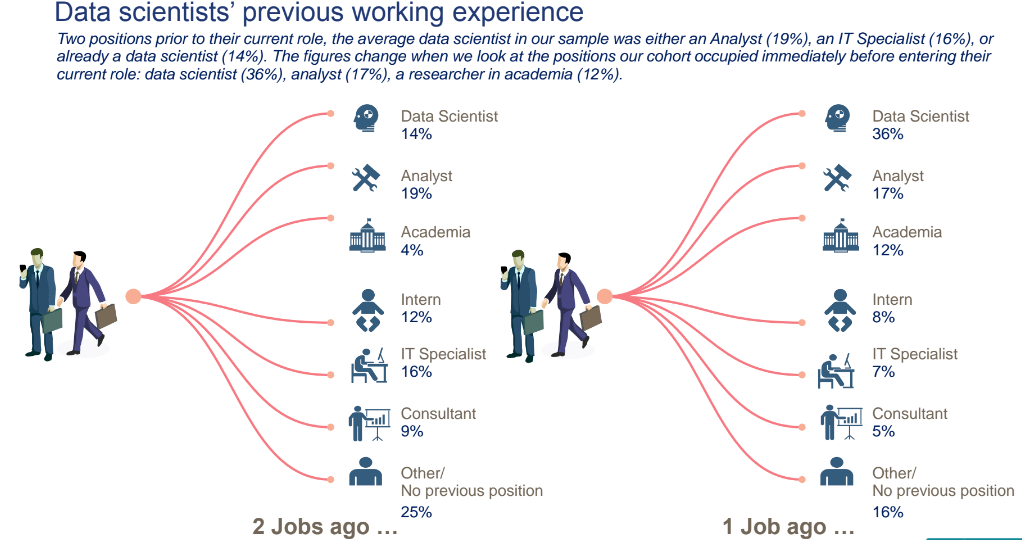 Data scientists’ previous working experience
Two positions prior to their current role, the average data scientist in our sample was either an Analyst (19%), an IT Specialist (16%), or
already a data scientist (14%). The figures change when we look at the positions our cohort occupied immediately before entering their
current role: data scientist (36%), analyst (17%), a researcher in academia (12%).
Data Scientist
14%
Analyst
19%
Academia
4%
Intern
12%
IT Specialist
16%
Consultant
9%
Other/
No previous position
25%
2 Jobs ago …
Data Scientist
36%
Analyst
17%
Academia
12%
Intern
8%
IT Specialist
7%
Consultant
5%
Other/
No previous position
16%
1 Job ago …